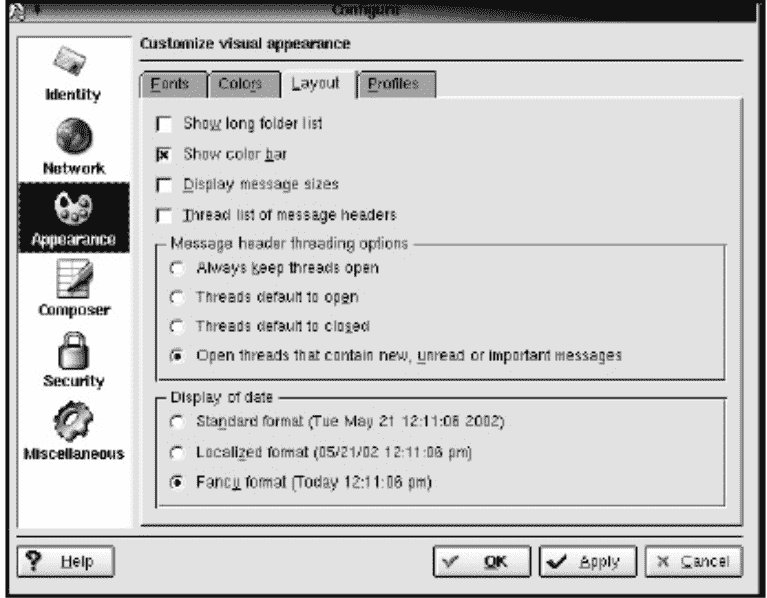 Configure
Customize visual appearance
Identity
Network
Appearance
Composer
Security
Miscellaneous
Fonts Colors Layout Profiles
Show long folder list
Show color bar
Display message sizes
Thread list of message headers
Message header threading options
Always keep threads open
Threads default to open
Threads default to closed
Open threads that contain new, unread or important messages
Display of date
Standard format (Tue May 21 12:11:06 2002)
Localized format (05/21/02 12:11:06 pm)
Fancy format (Today 12:11:06 pm)
? Help OK Apply Cancel